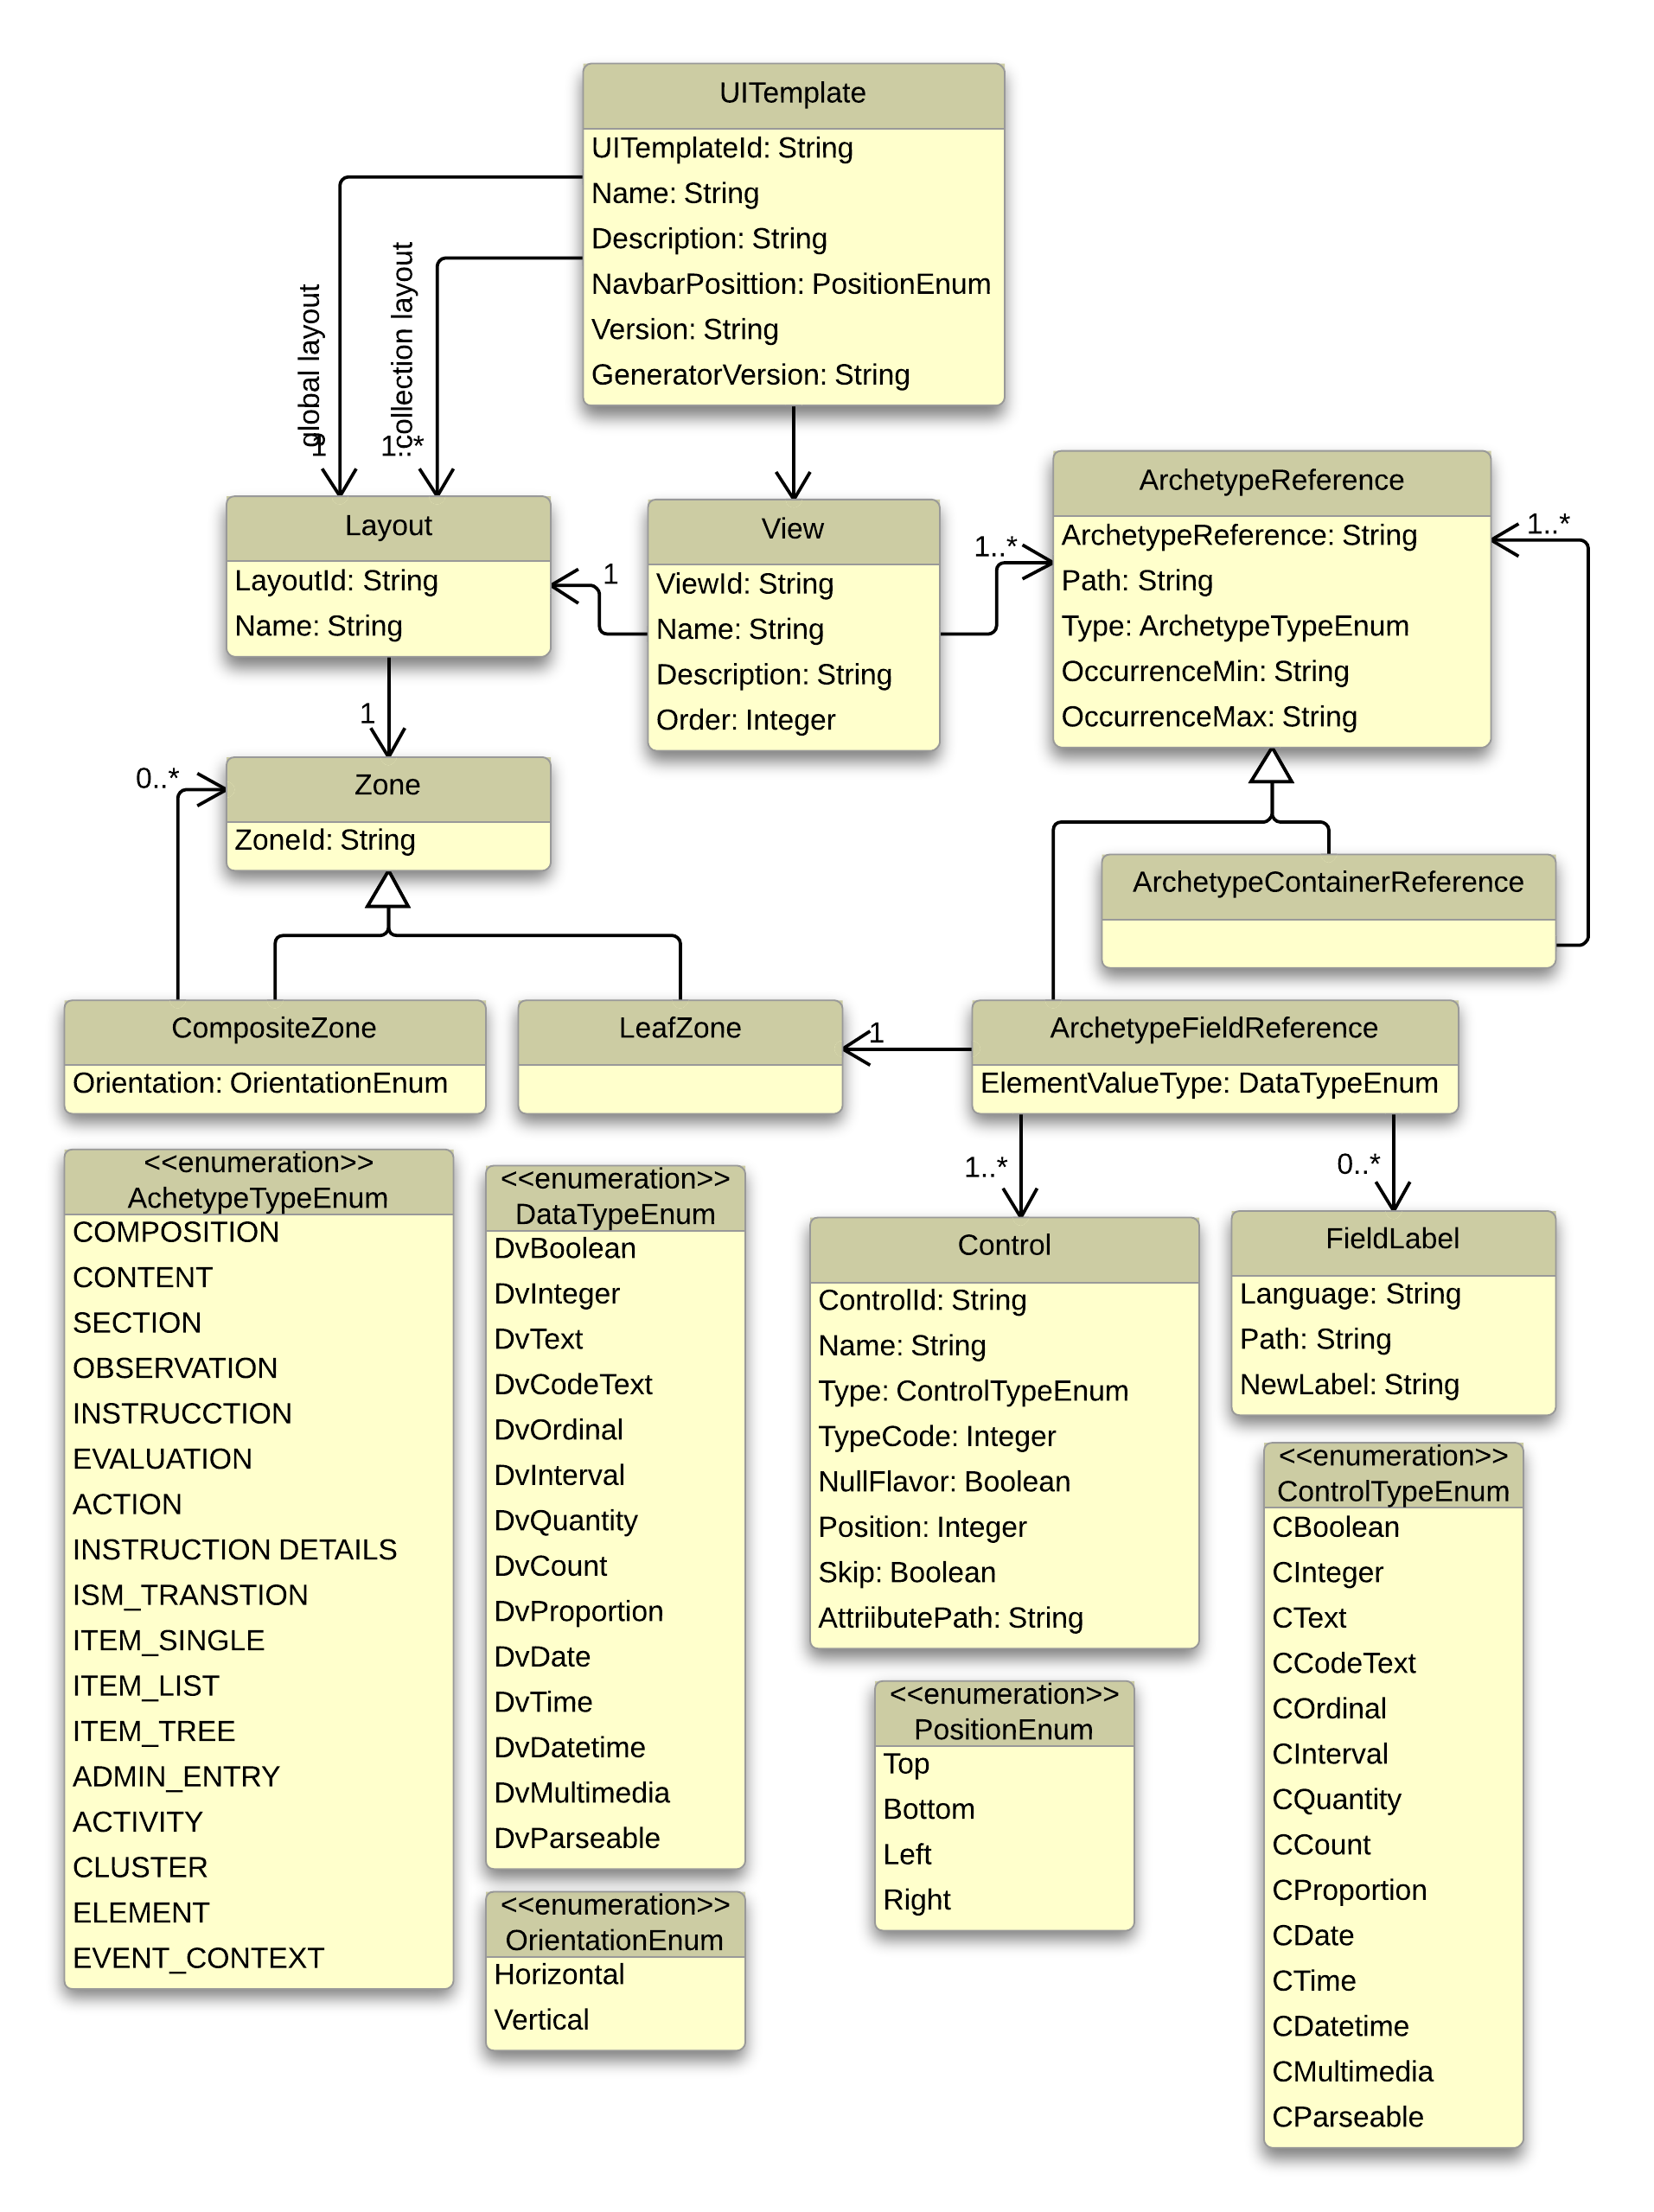 UITemplate
UITemplateId: String
Name: String
Description: String
NavbarPosittion: PositionEnum
Version: String
GeneratorVersion: String
global layout
1
collection layout
1..*
Layout
LayoutId: String
Name: String
1
View
ViewId: String
Name: String
Description: String
Order: Integer
1..*
ArchetypeReference
ArchetypeReference: String
Path: String
Type: ArchetypeTypeEnum
OccurrenceMin: String
OccurrenceMax: String
1..*
1
0..*
Zone
ZoneId: String
ArchetypeContainerReference
CompositeZone
Orientation: OrientationEnum
LeafZone
1
ArchetypeFieldReference
ElementValueType: DataTypeEnum
1..*
0..*
<<enumeration>>
AchetypeTypeEnum
COMPOSITION
CONTENT
SECTION
OBSERVATION
INSTRUCCTION
EVALUATION
ACTION
INSTRUCTION DETAILS
ISM_TRANSTION
ITEM_SINGLE
ITEM_LIST
ITEM_TREE
ADMIN_ENTRY
ACTIVITY
CLUSTER
ELEMENT
EVENT_CONTEXT
<<enumeration>>
DataTypeEnum
DvBoolean
DvInteger
DvText
DvCodeText
DvOrdinal
DvInterval
DvQuantity
DvCount
DvProportion
DvDate
DvTime
DvDatetime
DvMultimedia
DvParseable
<<enumeration>>
OrientationEnum
Horizontal
Vertical
Control
ControlId: String
Name: String
Type: ControlTypeEnum
TypeCode: Integer
NullFlavor: Boolean
Position: Integer
Skip: Boolean
AttriibutePath: String
<<enumeration>>
PositionEnum
Top
Bottom
Left
Right
FieldLabel
Language: String
Path: String
NewLabel: String
<<enumeration>>
ControlTypeEnum
CBoolean
CInteger
CText
CCodeText
COrdinal
CInterval
CQuantity
CCount
CProportion
CDate
CTime
CDatetime
CMultimedia
CParseable